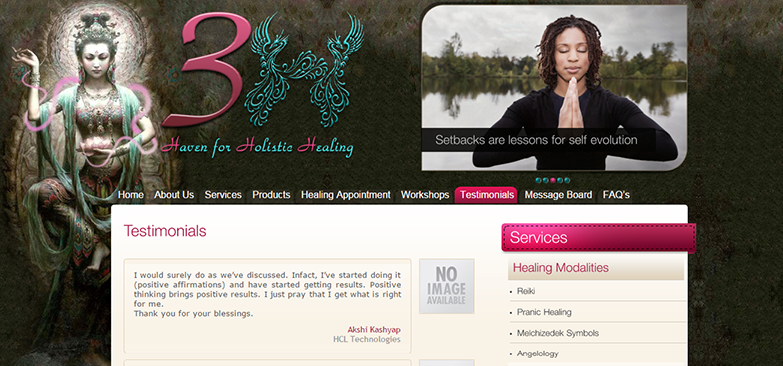 3H
Haven for Holistic Healing
Setbacks are lessons for self evolution
Home About Us Services Products Healing Appointment Workshops Testimonials Message Board FAQ's
Testimonials
I would surely do as we've discussed. Infact, I've started doing it
(positive affirmations) and have started getting results. Positive
thinking brings positive results. I just pray that I get what is right
for me.
Thank you for your blessings.
Akshi Kashyap
HCL Technologies
NO
IMAGE
AVAILABLE
Services
Healing Modalities
• Reiki
• Pranic Healing
• Melchizedek Symbols
• Angelology